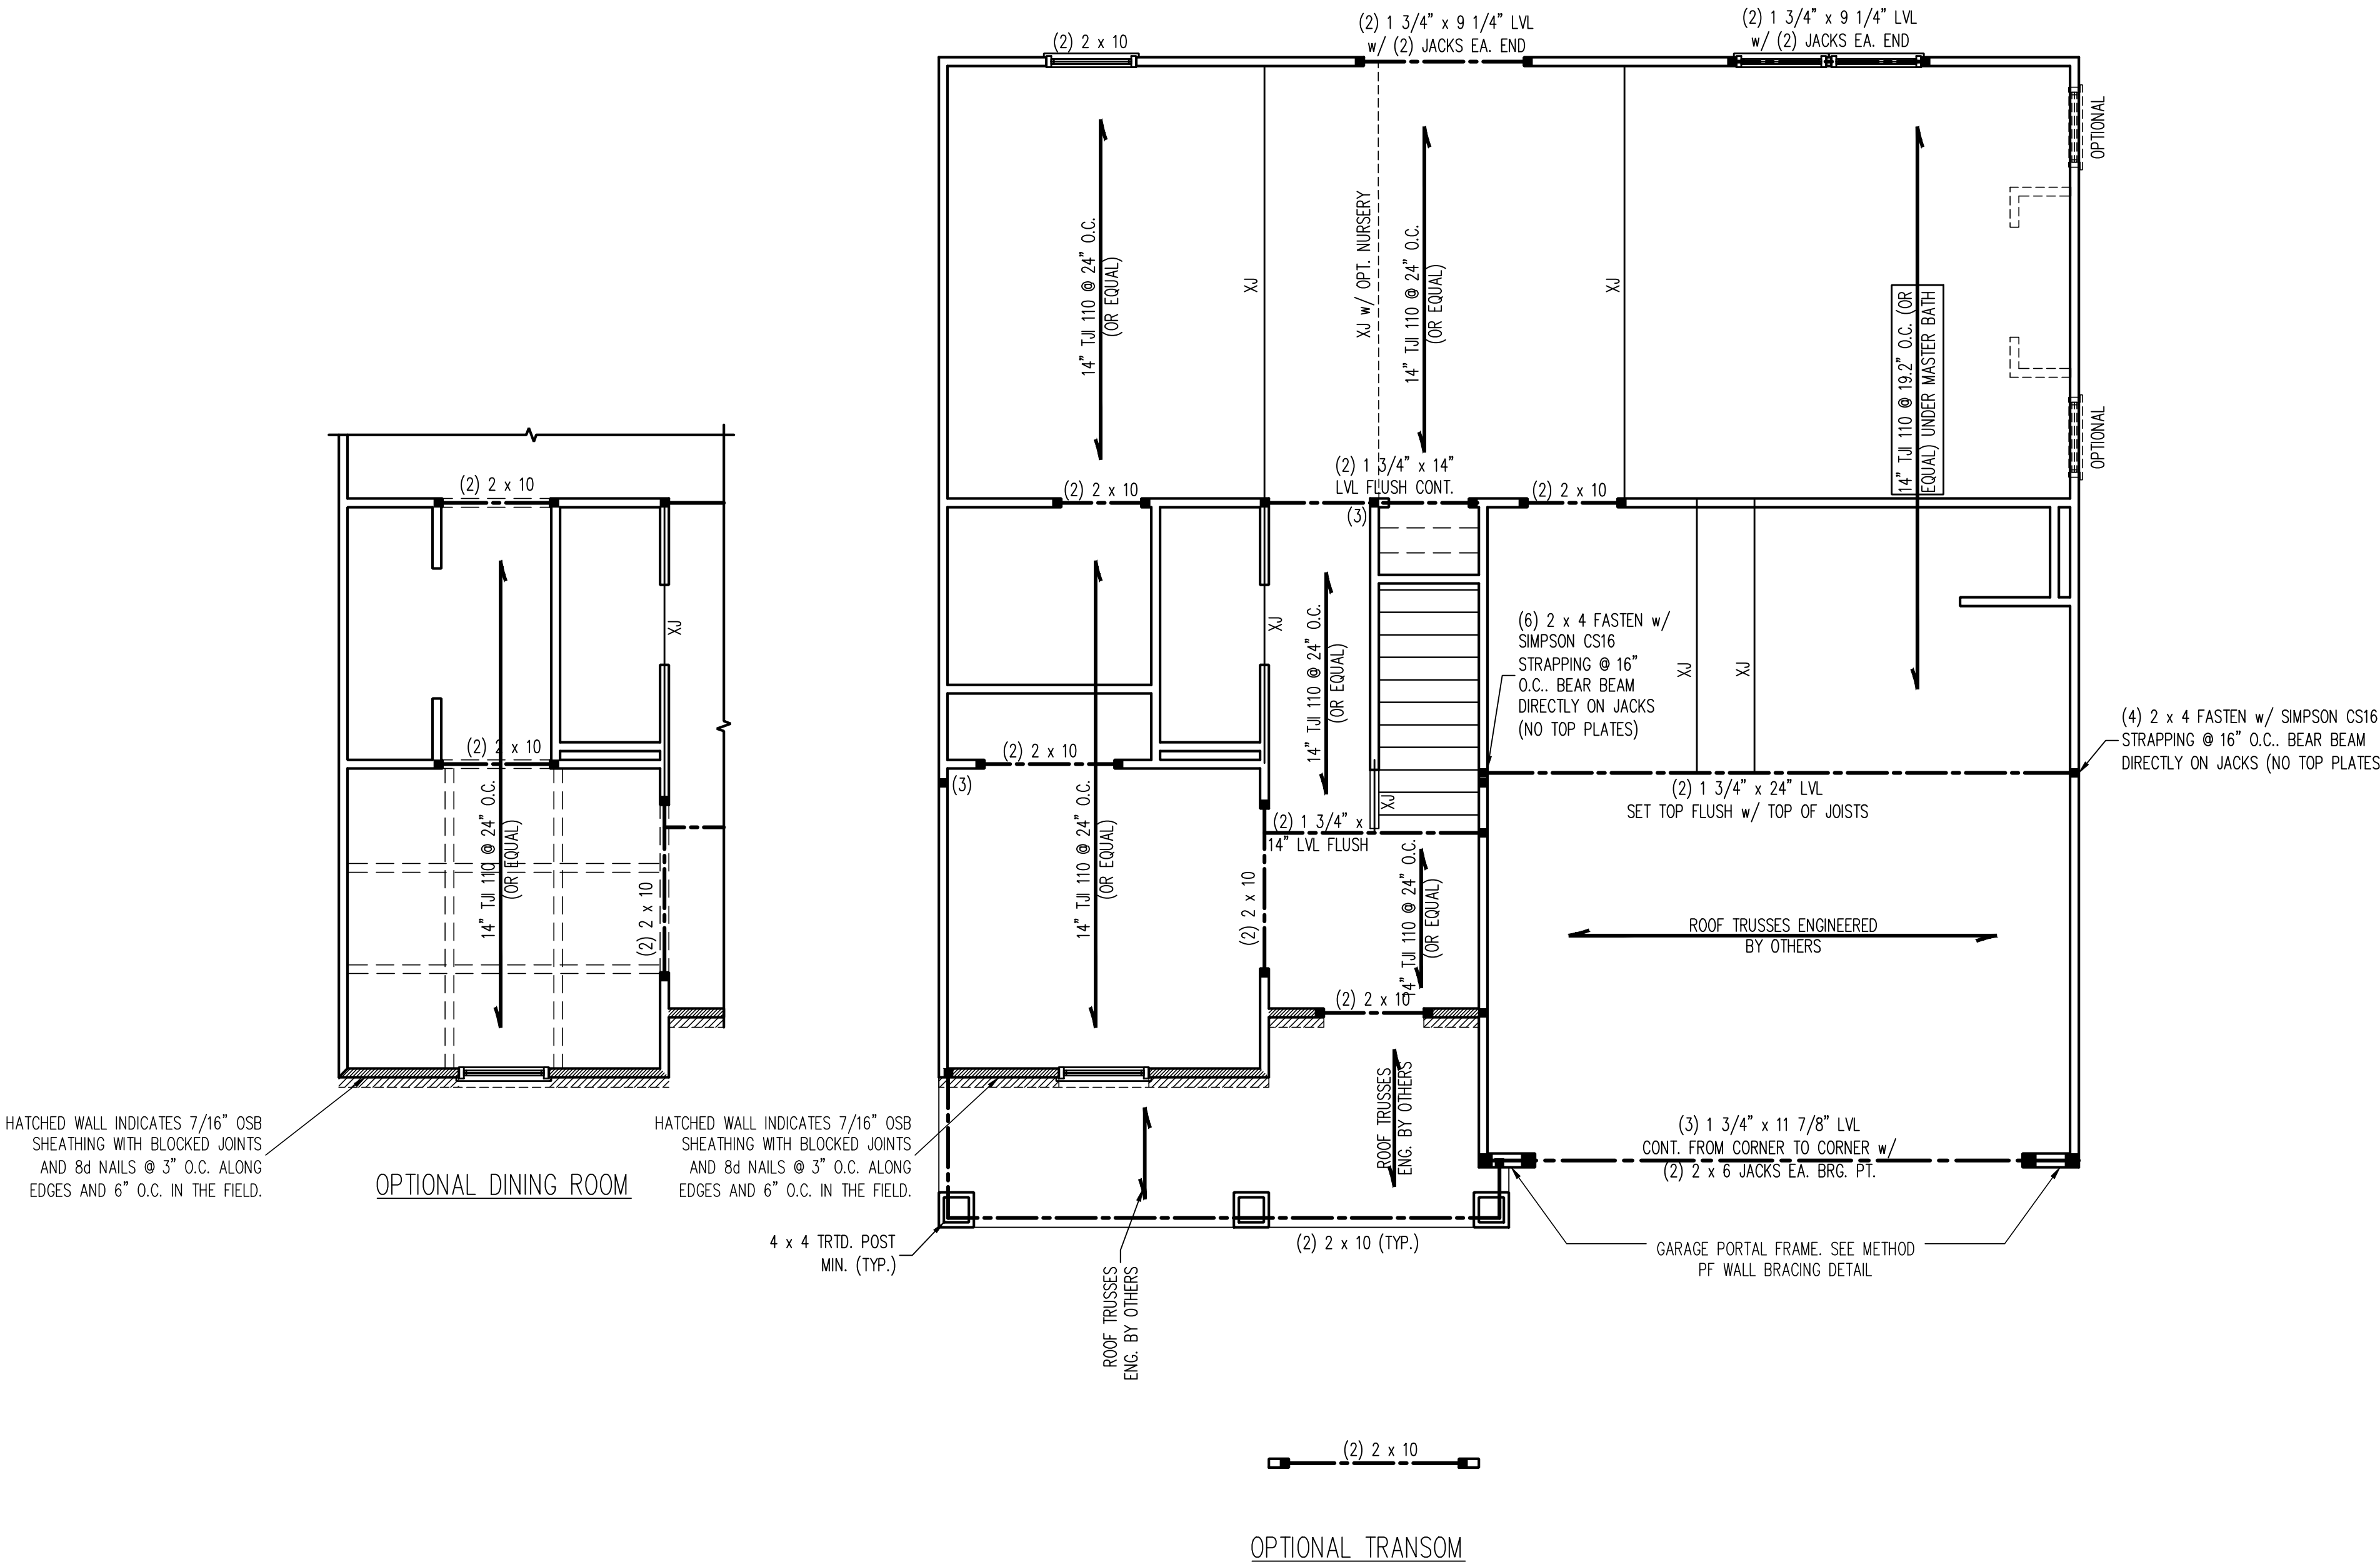 (2) 2 x 10
(2) 1 3/4" x 9 1/4" LVL
w/ (2) JACKS EA. END
(2) 1 3/4" x 9 1/4" LVL
w/ (2) JACKS EA. END
OPTIONAL
14" TJI 110 @ 24" O.C.
(OR EQUAL)
XJ
XJ w/ OPT. NURSERY
14" TJI 110 @ 24" O.C.
(OR EQUAL)
XJ
14" TJI 110 @ 19.2" O.C. (OR
EQUAL) UNDER MASTER BATH
OPTIONAL
(2) 2 x 10
(2) 2 x 10
(2) 1 3/4" x 14"
LVL FLUSH CONT.
(3)
(2) 2 x 10
XJ
XJ
14" TJI 110 @ 24" O.C.
(OR EQUAL)
(6) 2 x 4 FASTEN w/
SIMPSON CS16
STRAPPING @ 16"
O.C.. BEAR BEAM
DIRECTLY ON JACKS
(NO TOP PLATES)
XJ
XJ
(4) 2 x 4 FASTEN w/ SIMPSON CS16
STRAPPING @ 16" O.C.. BEAR BEAM
DIRECTLY ON JACKS (NO TOP PLATES
(2) 2 x 10
(2) 2 x 10
(3)
XJ
(2) 1 3/4" x 24" LVL
SET TOP FLUSH w/ TOP OF JOISTS
(2) 1 3/4" x
14" LVL FLUSH
14" TJI 110 @ 24" O.C.
(OR EQUAL)
(2) 2 x 10
14" TJI 110 @ 24" O.C.
(OR EQUAL)
(2) 2 x 10
14" TJI 110 @ 24" O.C.
(OR EQUAL)
ROOF TRUSSES ENGINEERED
BY OTHERS
(2) 2 x 10
HATCHED WALL INDICATES 7/16" OSB
SHEATHING WITH BLOCKED JOINTS
AND 8d NAILS @ 3" O.C. ALONG
EDGES AND 6" O.C. IN THE FIELD.
OPTIONAL DINING ROOM
HATCHED WALL INDICATES 7/16" OSB
SHEATHING WITH BLOCKED JOINTS
AND 8d NAILS @ 3" O.C. ALONG
EDGES AND 6" O.C. IN THE FIELD.
ROOF TRUSSES
ENG. BY OTHERS
(3) 1 3/4" x 11 7/8" LVL
CONT. FROM CORNER TO CORNER w/
(2) 2 x 6 JACKS EA. BRG. PT.
4 x 4 TRTD. POST
MIN. (TYP.)
(2) 2 x 10 (TYP.)
GARAGE PORTAL FRAME. SEE METHOD
PF WALL BRACING DETAIL
ROOF TRUSSES
ENG. BY OTHERS
(2) 2 x 10
OPTIONAL TRANSOM